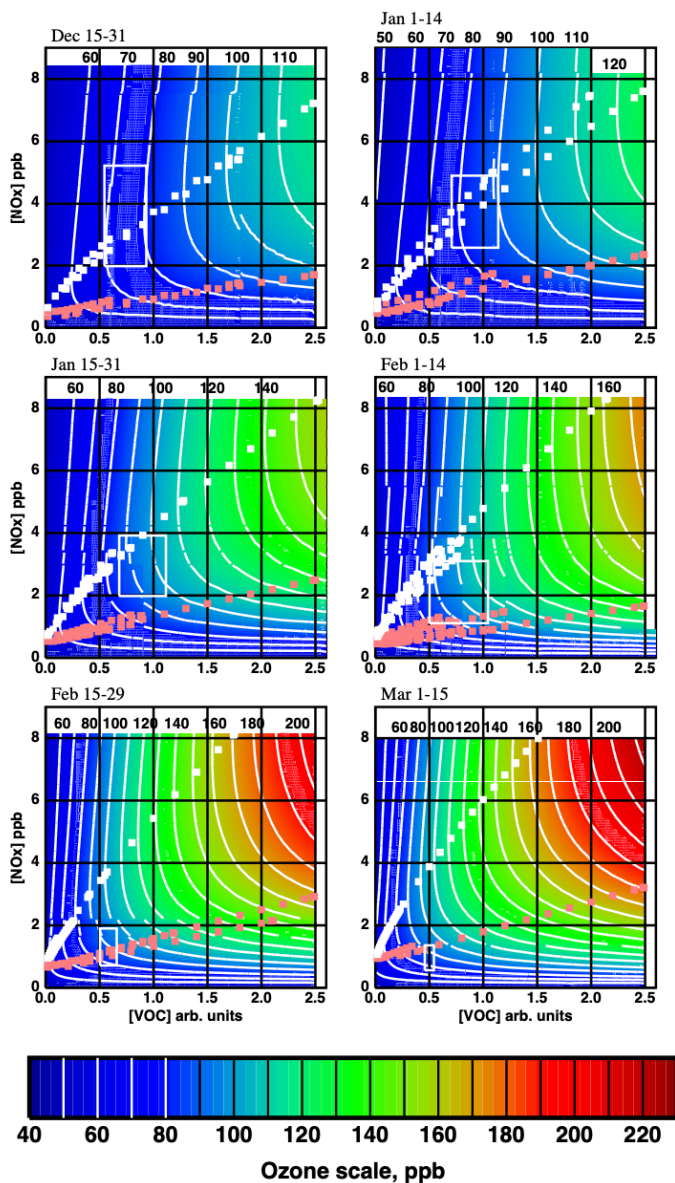 Dec 15-31
Jan 1-14
60 70 80 90 100 110
50 60 70 80 90 100 110
120
[NOx] ppb
8
6
4
2
0
8
6
4
2
0
0.0 0.5 1.0 1.5 2.0 2.5
0.0 0.5 1.0 1.5 2.0 2.5
Jan 15-31
Feb 1-14
60 80 100 120 140
60 80 100 120 140 160
[NOx] ppb
8
6
4
2
0
8
6
4
2
0
0.0 0.5 1.0 1.5 2.0 2.5
0.0 0.5 1.0 1.5 2.0 2.5
Feb 15-29
Mar 1-15
60 80 100 120 140 160 180 200
60 80 100 120 140 160 180 200
[NOx] ppb
8
6
4
2
0
8
6
4
2
0
0.0 0.5 1.0 1.5 2.0 2.5
0.0 0.5 1.0 1.5 2.0 2.5
[VOC] arb. units
[VOC] arb. units
40 60 80 100 120 140 160 180 200 220
Ozone scale, ppb